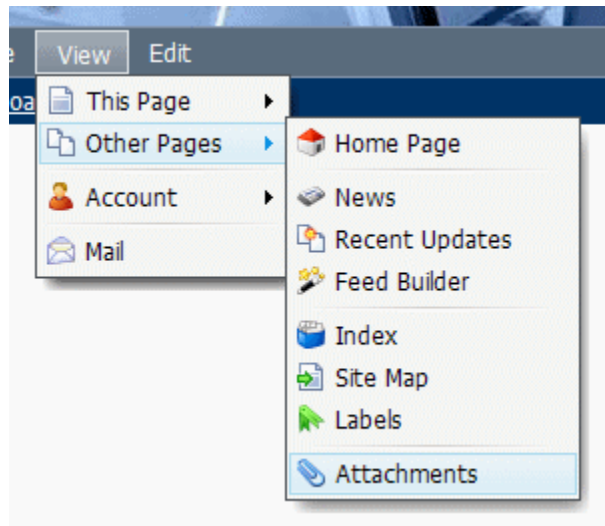 View Edit
This Page
Other Pages
Account
Mail
Home Page
News
Recent Updates
Feed Builder
Index
Site Map
Labels
Attachments